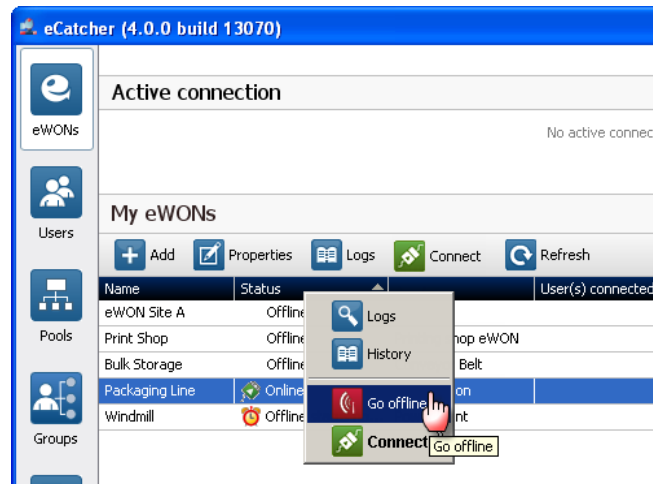 eCatcher (4.0.0 build 13070)
Active connection
eWONs
No active connec
Users
My eWONs
Add Properties Logs Connect Refresh
Name Status User(s) connected
eWON Site A Offline
Logs
Print Shop Offline hop eWON
History
Bulk Storage Offline Belt
Packaging Line Online on
Go offline
Windmill Offline nt
Connect
Go offline
Pools
Groups